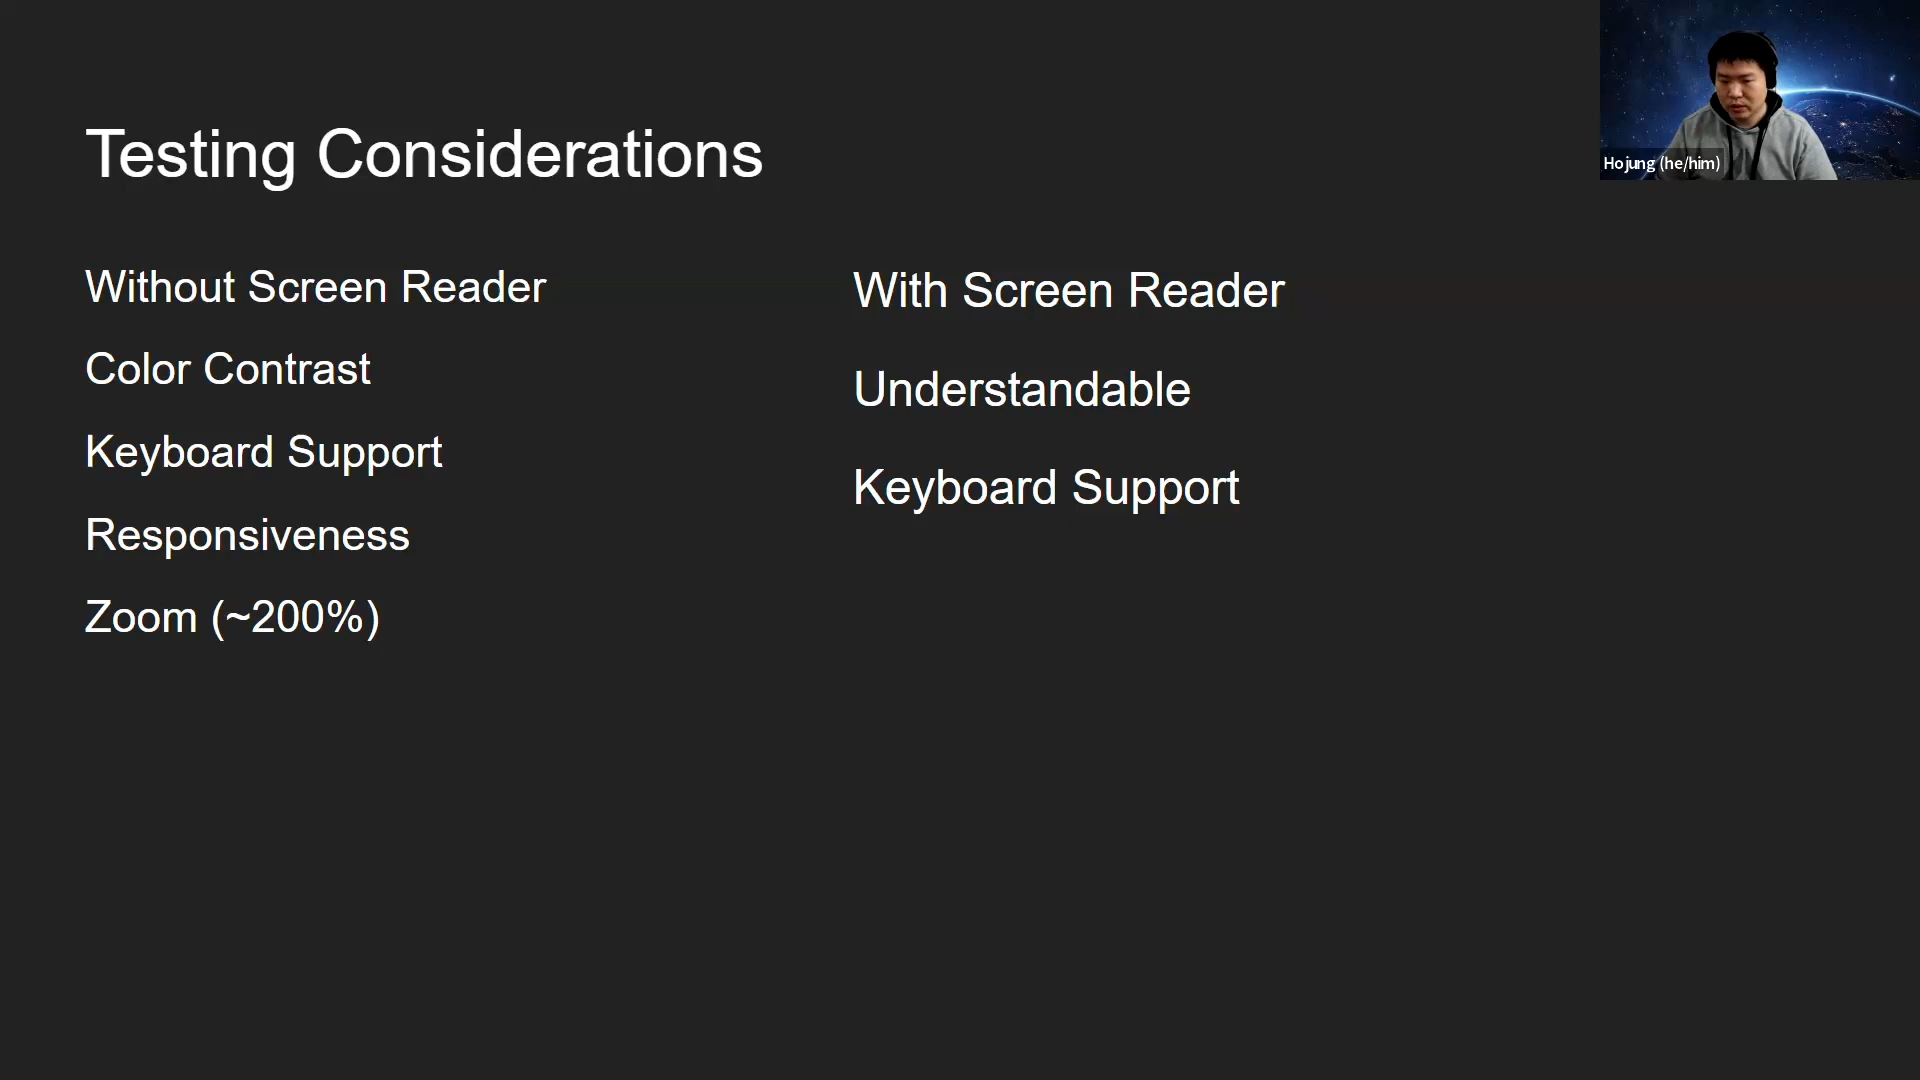 Testing Considerations
Without Screen Reader
Color Contrast
Keyboard Support
Responsiveness
Zoom (~200%)
With Screen Reader
Understandable
Keyboard Support
Hojung (he/him)